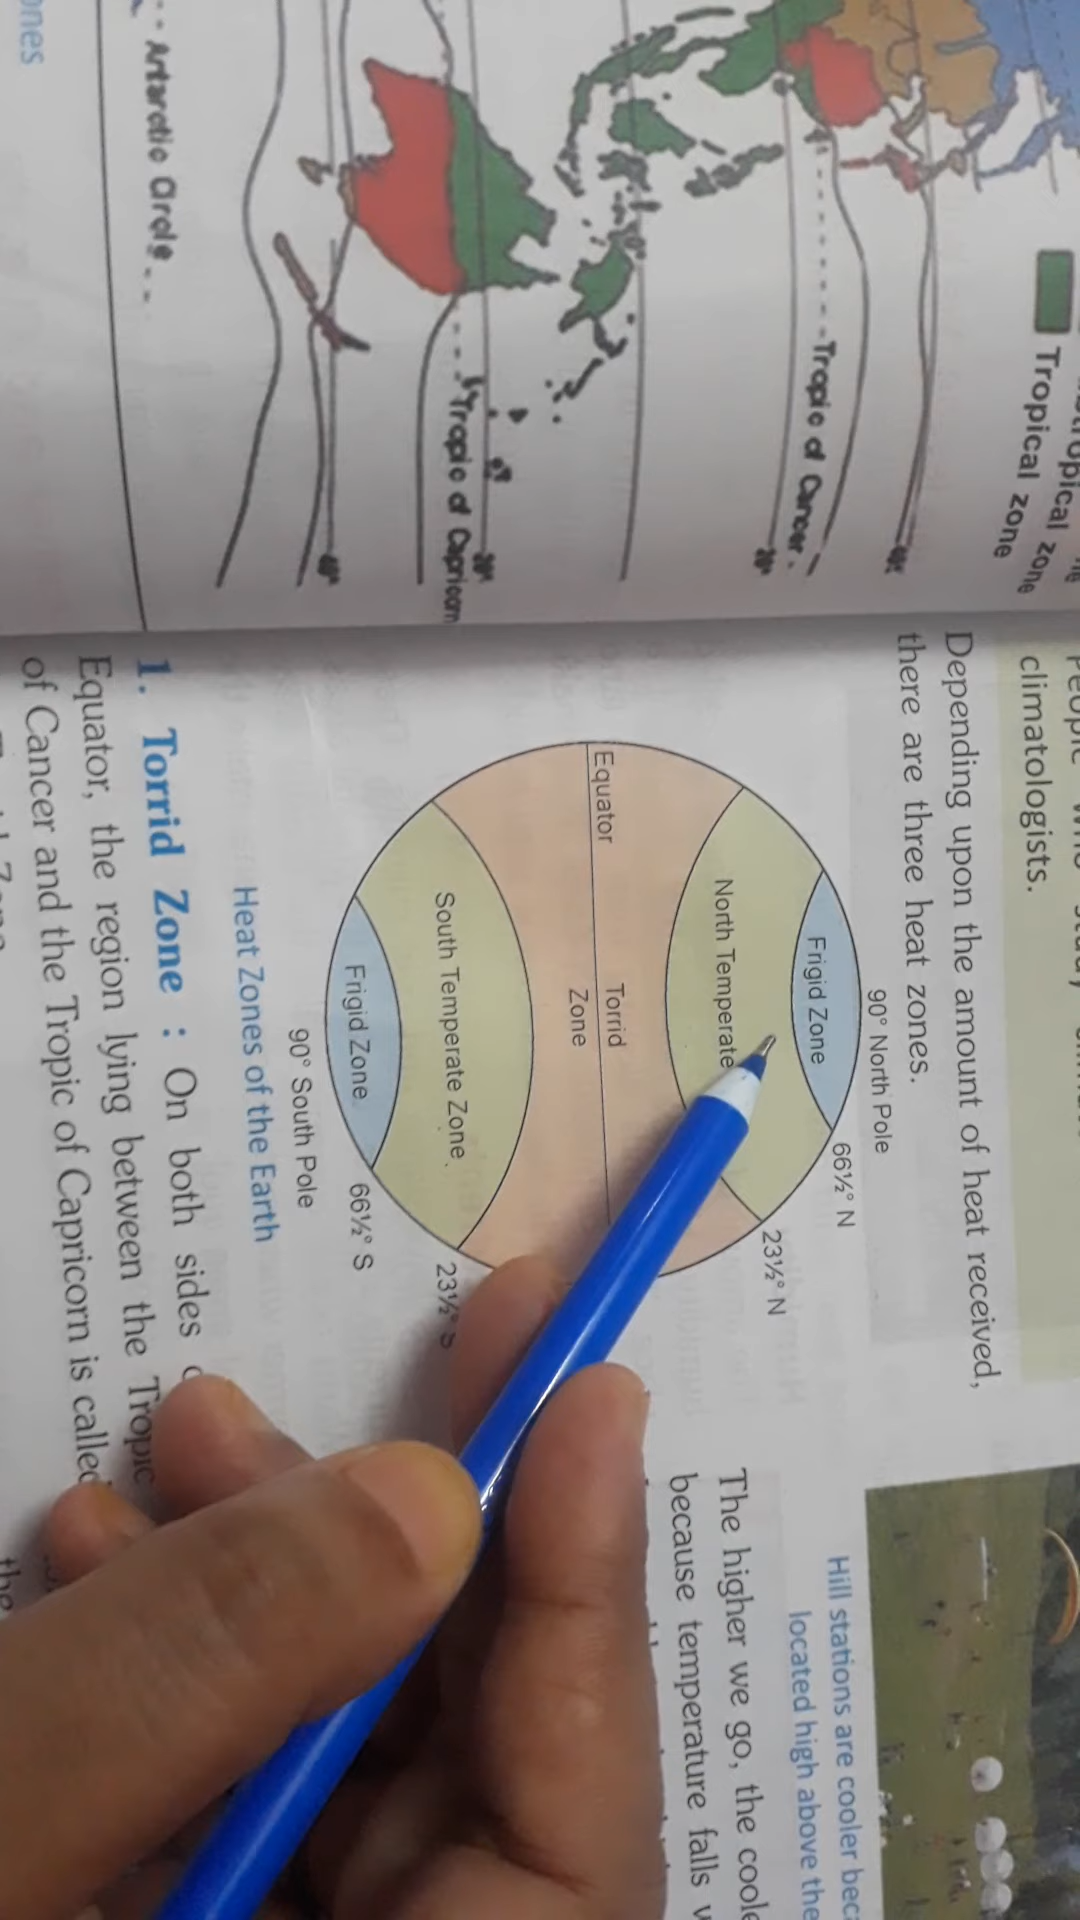 Tropical zone
Antarctic Circle
Tropic of Cancer
Tropic of Capricorn
climatologists.
Depending upon the amount of heat received,
there are three heat zones.
90° North Pole
66½° N
Frigid Zone
23½° N
North Temperate
Torrid
Zone
Equator
South Temperate Zone
23½° S
Frigid Zone
66½° S
90° South Pole
Heat Zones of the Earth
1. Torrid Zone : On both sides
Equator, the region lying between the Tropic
of Cancer and the Tropic of Capricorn is called
Hill stations are cooler
located high above the
The higher we go, the
because temperature falls
the